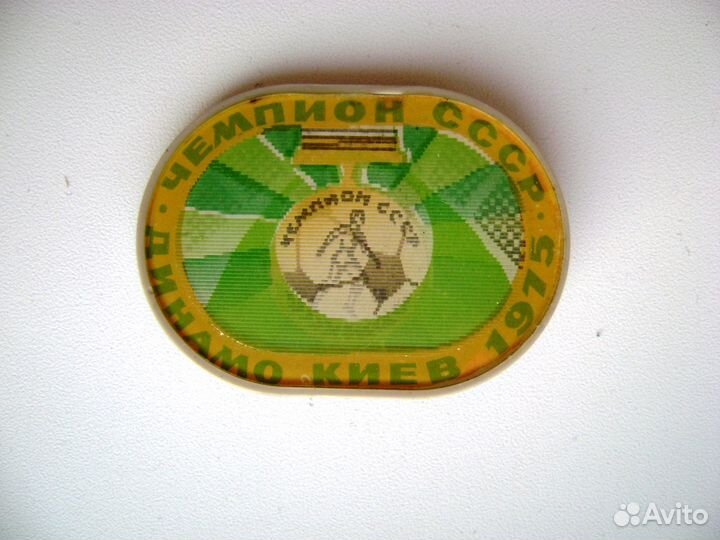 · ЧЕМПИОН СССР ·
ДИНАМО КИЕВ 1975
ЧЕМПИОН СССР
Avito